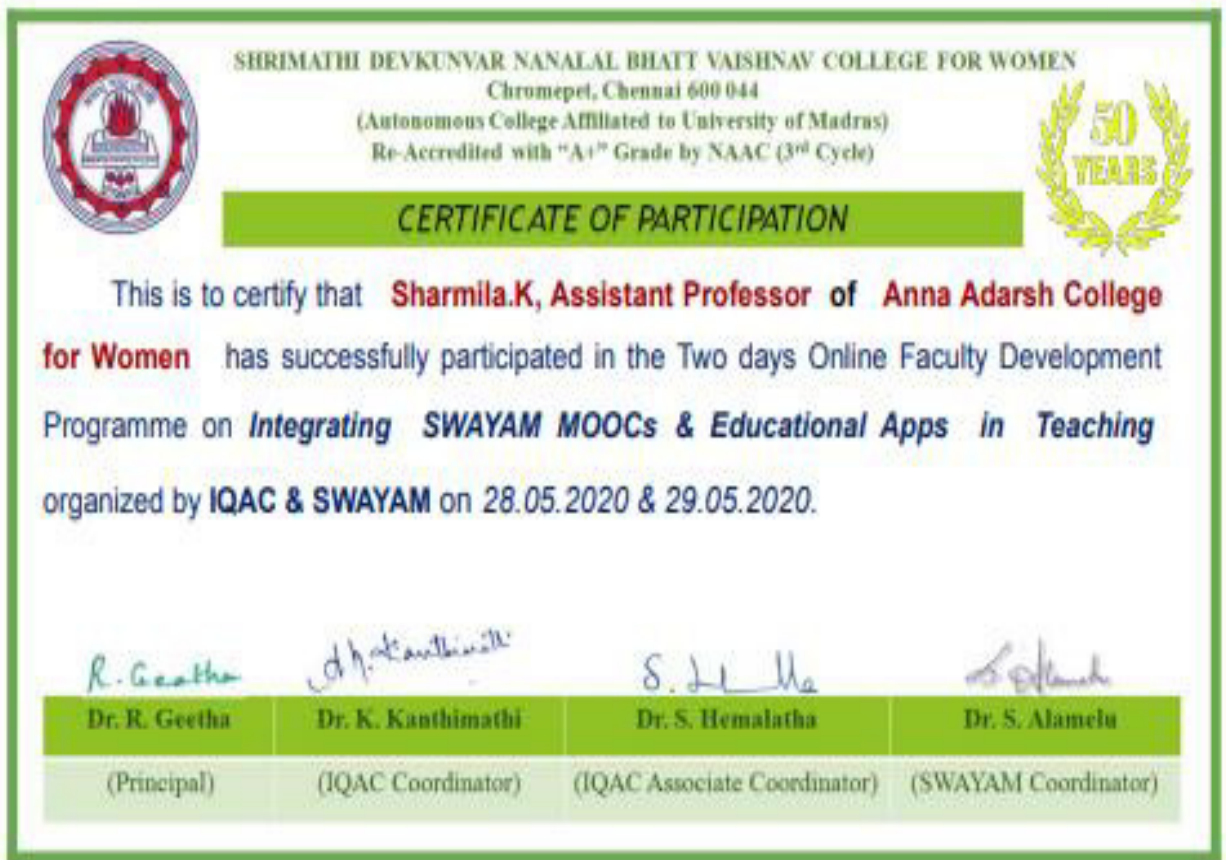 SHRIMATHI DEVKUNVAR NANALAL BHATT VAISHNAV COLLEGE FOR WOMEN
Chromepet, Chennai 600 044
(Autonomous College Affiliated to University of Madras)
Re-Accredited with “A+” Grade by NAAC (3rd Cycle)
50
YEARS
CERTIFICATE OF PARTICIPATION
This is to certify that Sharmila.K, Assistant Professor of Anna Adarsh College
for Women has successfully participated in the Two days Online Faculty Development
Programme on Integrating SWAYAM MOOCs & Educational Apps in Teaching
organized by IQAC & SWAYAM on 28.05.2020 & 29.05.2020.
R. Geetha
Dr. R. Geetha Dr. K. Kanthimathi Dr. S. Hemalatha Dr. S. Alamelu
(Principal) (IQAC Coordinator) (IQAC Associate Coordinator) (SWAYAM Coordinator)